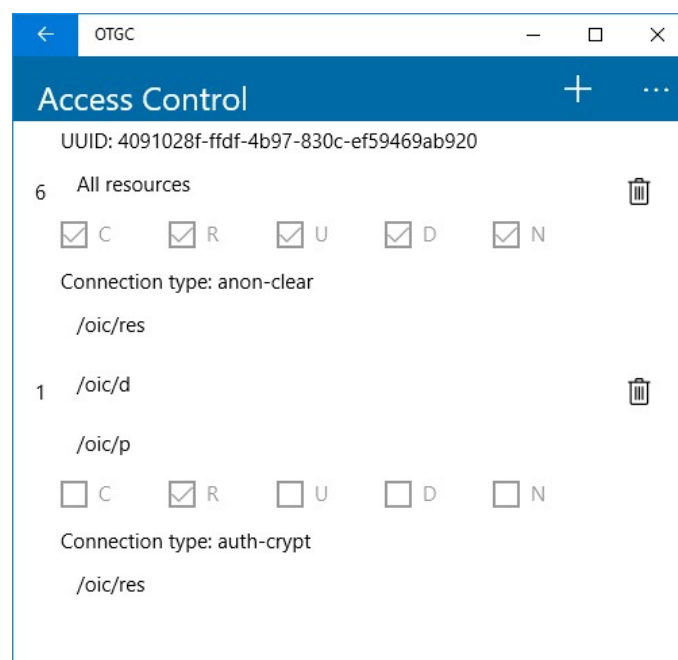 OTGC
Access Control
UUID: 4091028f-ffdf-4b97-830c-ef59469ab920
6 All resources
C R U D N
Connection type: anon-clear
/oic/res
1 /oic/d
/oic/p
C R U D N
Connection type: auth-crypt
/oic/res